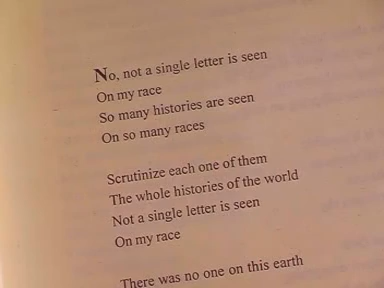 No, not a single letter is seen
On my race
So many histories are seen
On so many races
Scrutinize each one of them
The whole histories of the world
Not a single letter is seen
On my race
There was no one on this earth